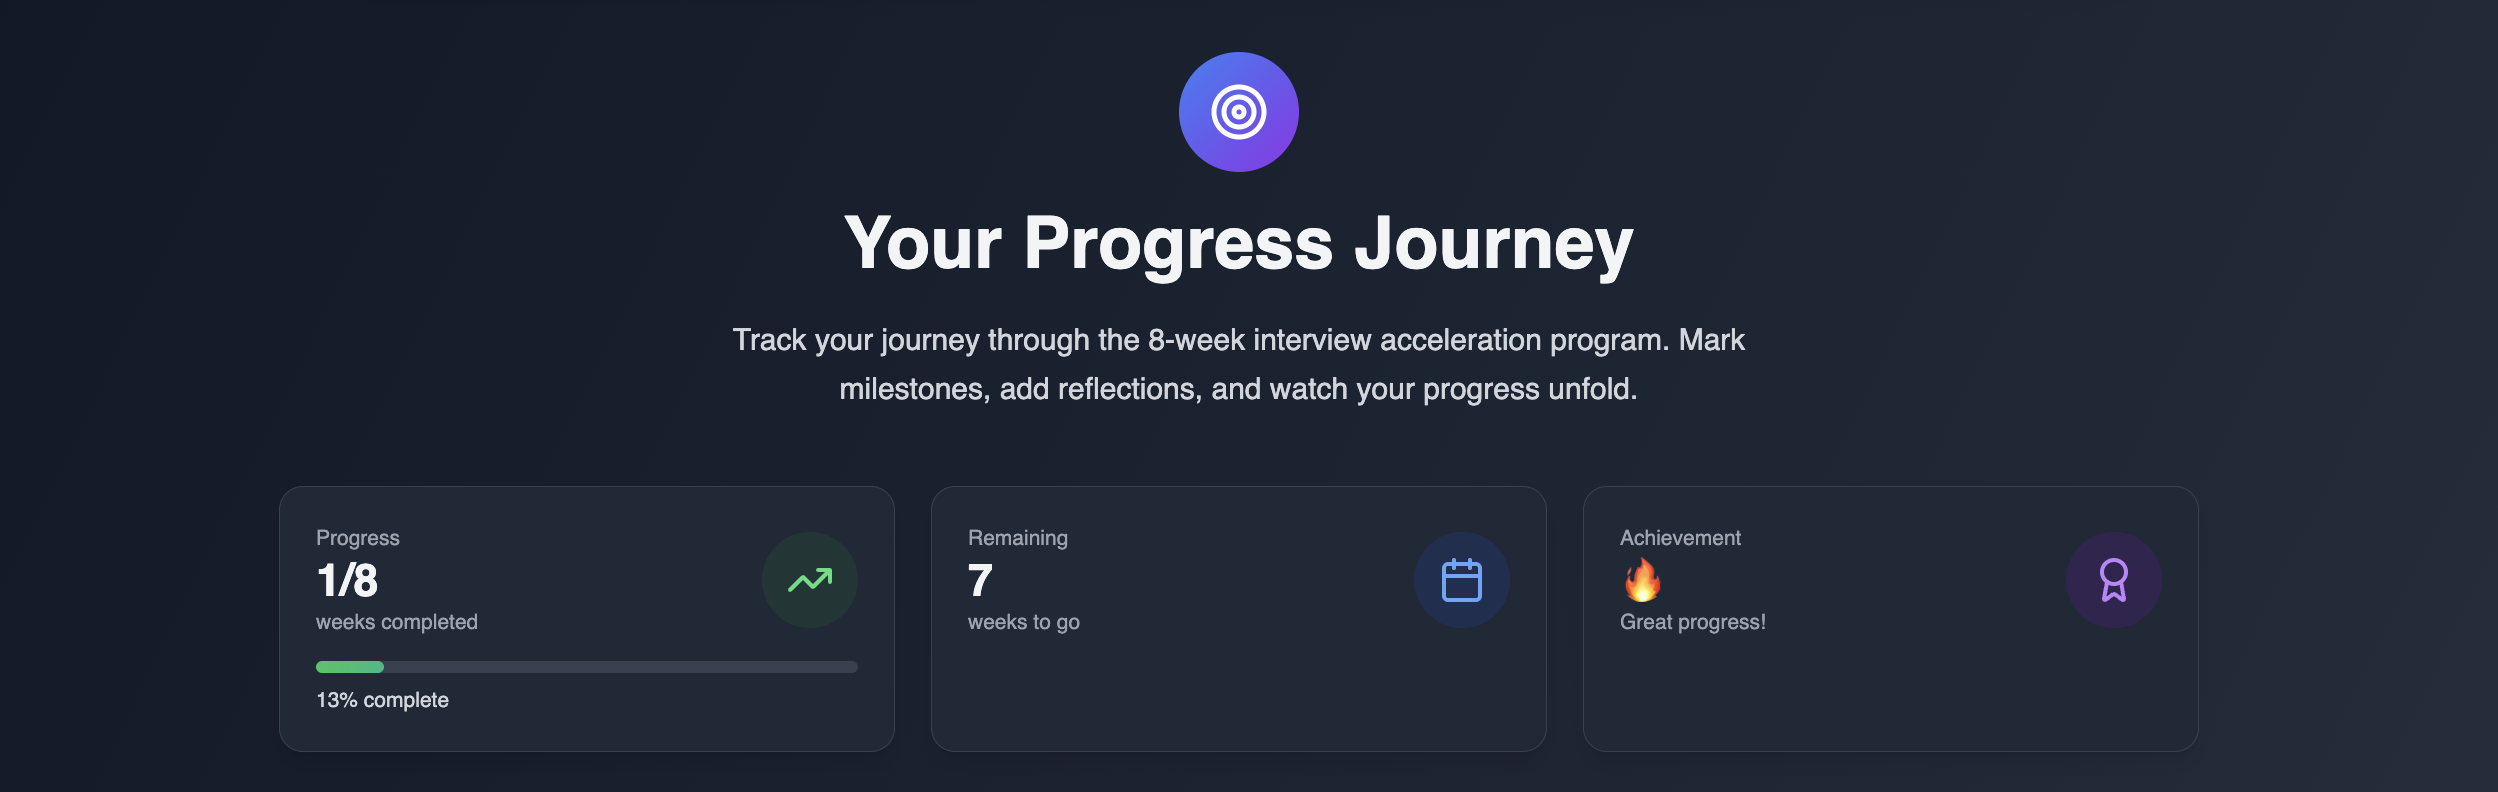 Your Progress Journey
Track your journey through the 8-week interview acceleration program. Mark
milestones, add reflections, and watch your progress unfold.
Progress
1/8
weeks completed
13% complete
Remaining
7
weeks to go
Achievement
🔥
Great progress!